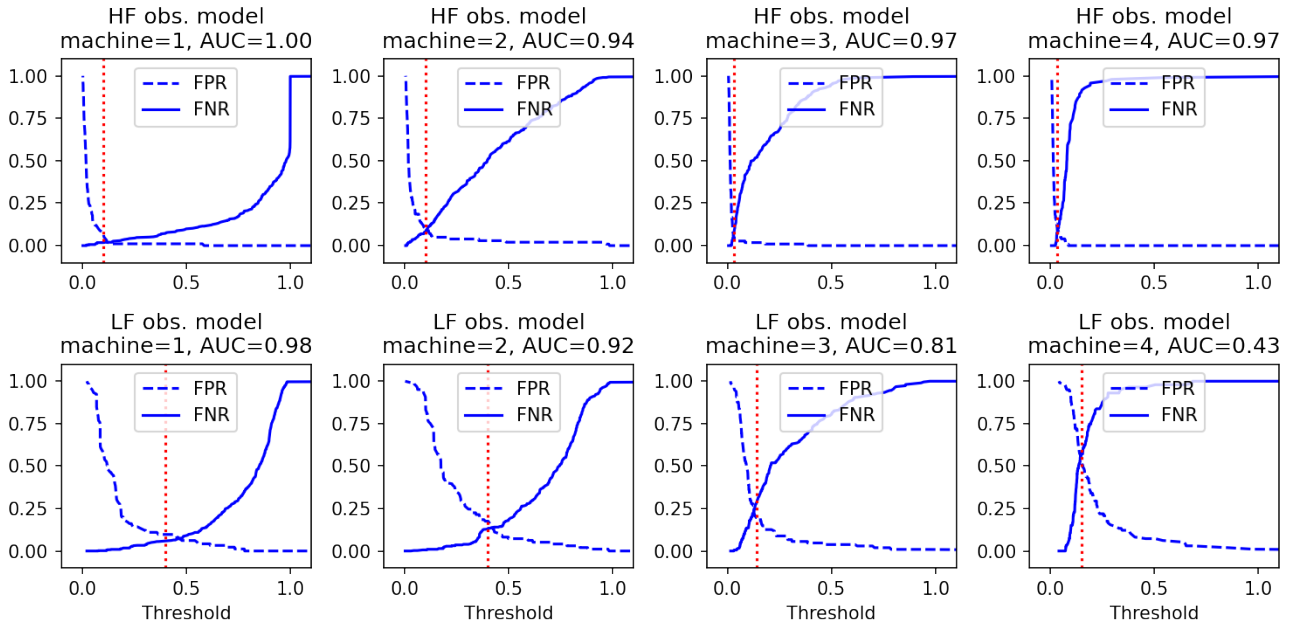 HF obs. model
machine=1, AUC=1.00
1.00
0.75
0.50
0.25
0.00
FPR
FNR
0.0
0.5
1.0
HF obs. model
machine=2, AUC=0.94
1.00
0.75
0.50
0.25
0.00
FPR
FNR
0.0
0.5
1.0
HF obs. model
machine=3, AUC=0.97
1.00
0.75
0.50
0.25
0.00
FPR
FNR
0.0
0.5
1.0
HF obs. model
machine=4, AUC=0.97
1.00
0.75
0.50
0.25
0.00
FPR
FNR
0.0
0.5
1.0
LF obs. model
machine=1, AUC=0.98
1.00
0.75
0.50
0.25
0.00
FPR
FNR
0.0
0.5
1.0
Threshold
LF obs. model
machine=2, AUC=0.92
1.00
0.75
0.50
0.25
0.00
FPR
FNR
0.0
0.5
1.0
Threshold
LF obs. model
machine=3, AUC=0.81
1.00
0.75
0.50
0.25
0.00
FPR
FNR
0.0
0.5
1.0
Threshold
LF obs. model
machine=4, AUC=0.43
1.00
0.75
0.50
0.25
0.00
FPR
FNR
0.0
0.5
1.0
Threshold